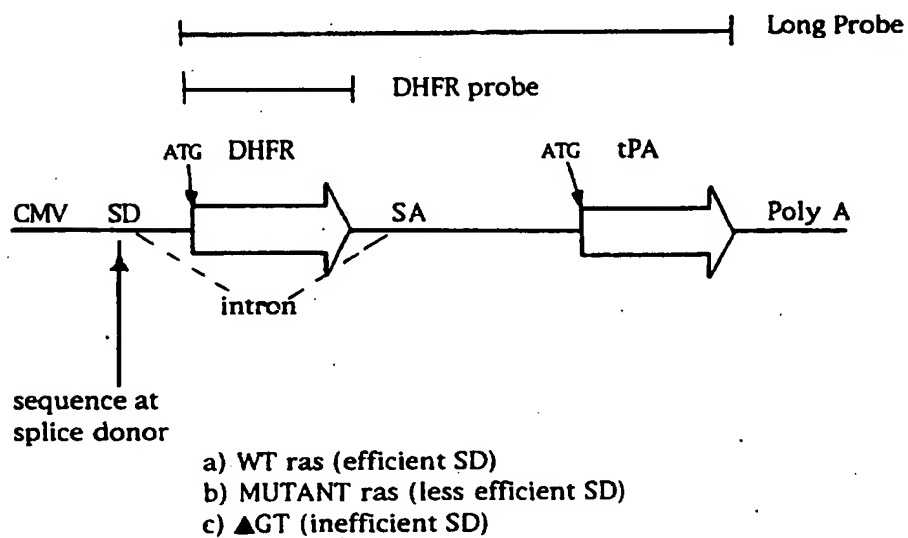 Long Probe
DHFR probe
ATG DHFR ATG tPA
CMV SD SA Poly A
intron
sequence at
splice donor
a) WT ras (efficient SD)
b) MUTANT ras (less efficient SD)
c) ▲GT (inefficient SD)